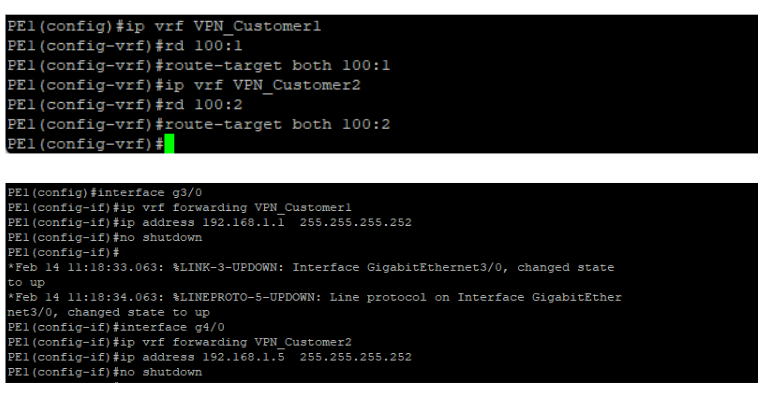 PE1(config)#ip vrf VPN_Customer1
PE1(config-vrf)#rd 100:1
PE1(config-vrf)#route-target both 100:1
PE1(config-vrf)#ip vrf VPN_Customer2
PE1(config-vrf)#rd 100:2
PE1(config-vrf)#route-target both 100:2
PE1(config-vrf)#
PE1(config)#interface g3/0
PE1(config-if)#ip vrf forwarding VPN_Customer1
PE1(config-if)#ip address 192.168.1.1  255.255.255.252
PE1(config-if)#no shutdown
PE1(config-if)#
*Feb 14 11:18:33.063: %LINK-3-UPDOWN: Interface GigabitEthernet3/0, changed state
to up
*Feb 14 11:18:34.063: %LINEPROTO-5-UPDOWN: Line protocol on Interface GigabitEther
net3/0, changed state to up
PE1(config-if)#interface g4/0
PE1(config-if)#ip vrf forwarding VPN_Customer2
PE1(config-if)#ip address 192.168.1.5  255.255.255.252
PE1(config-if)#no shutdown